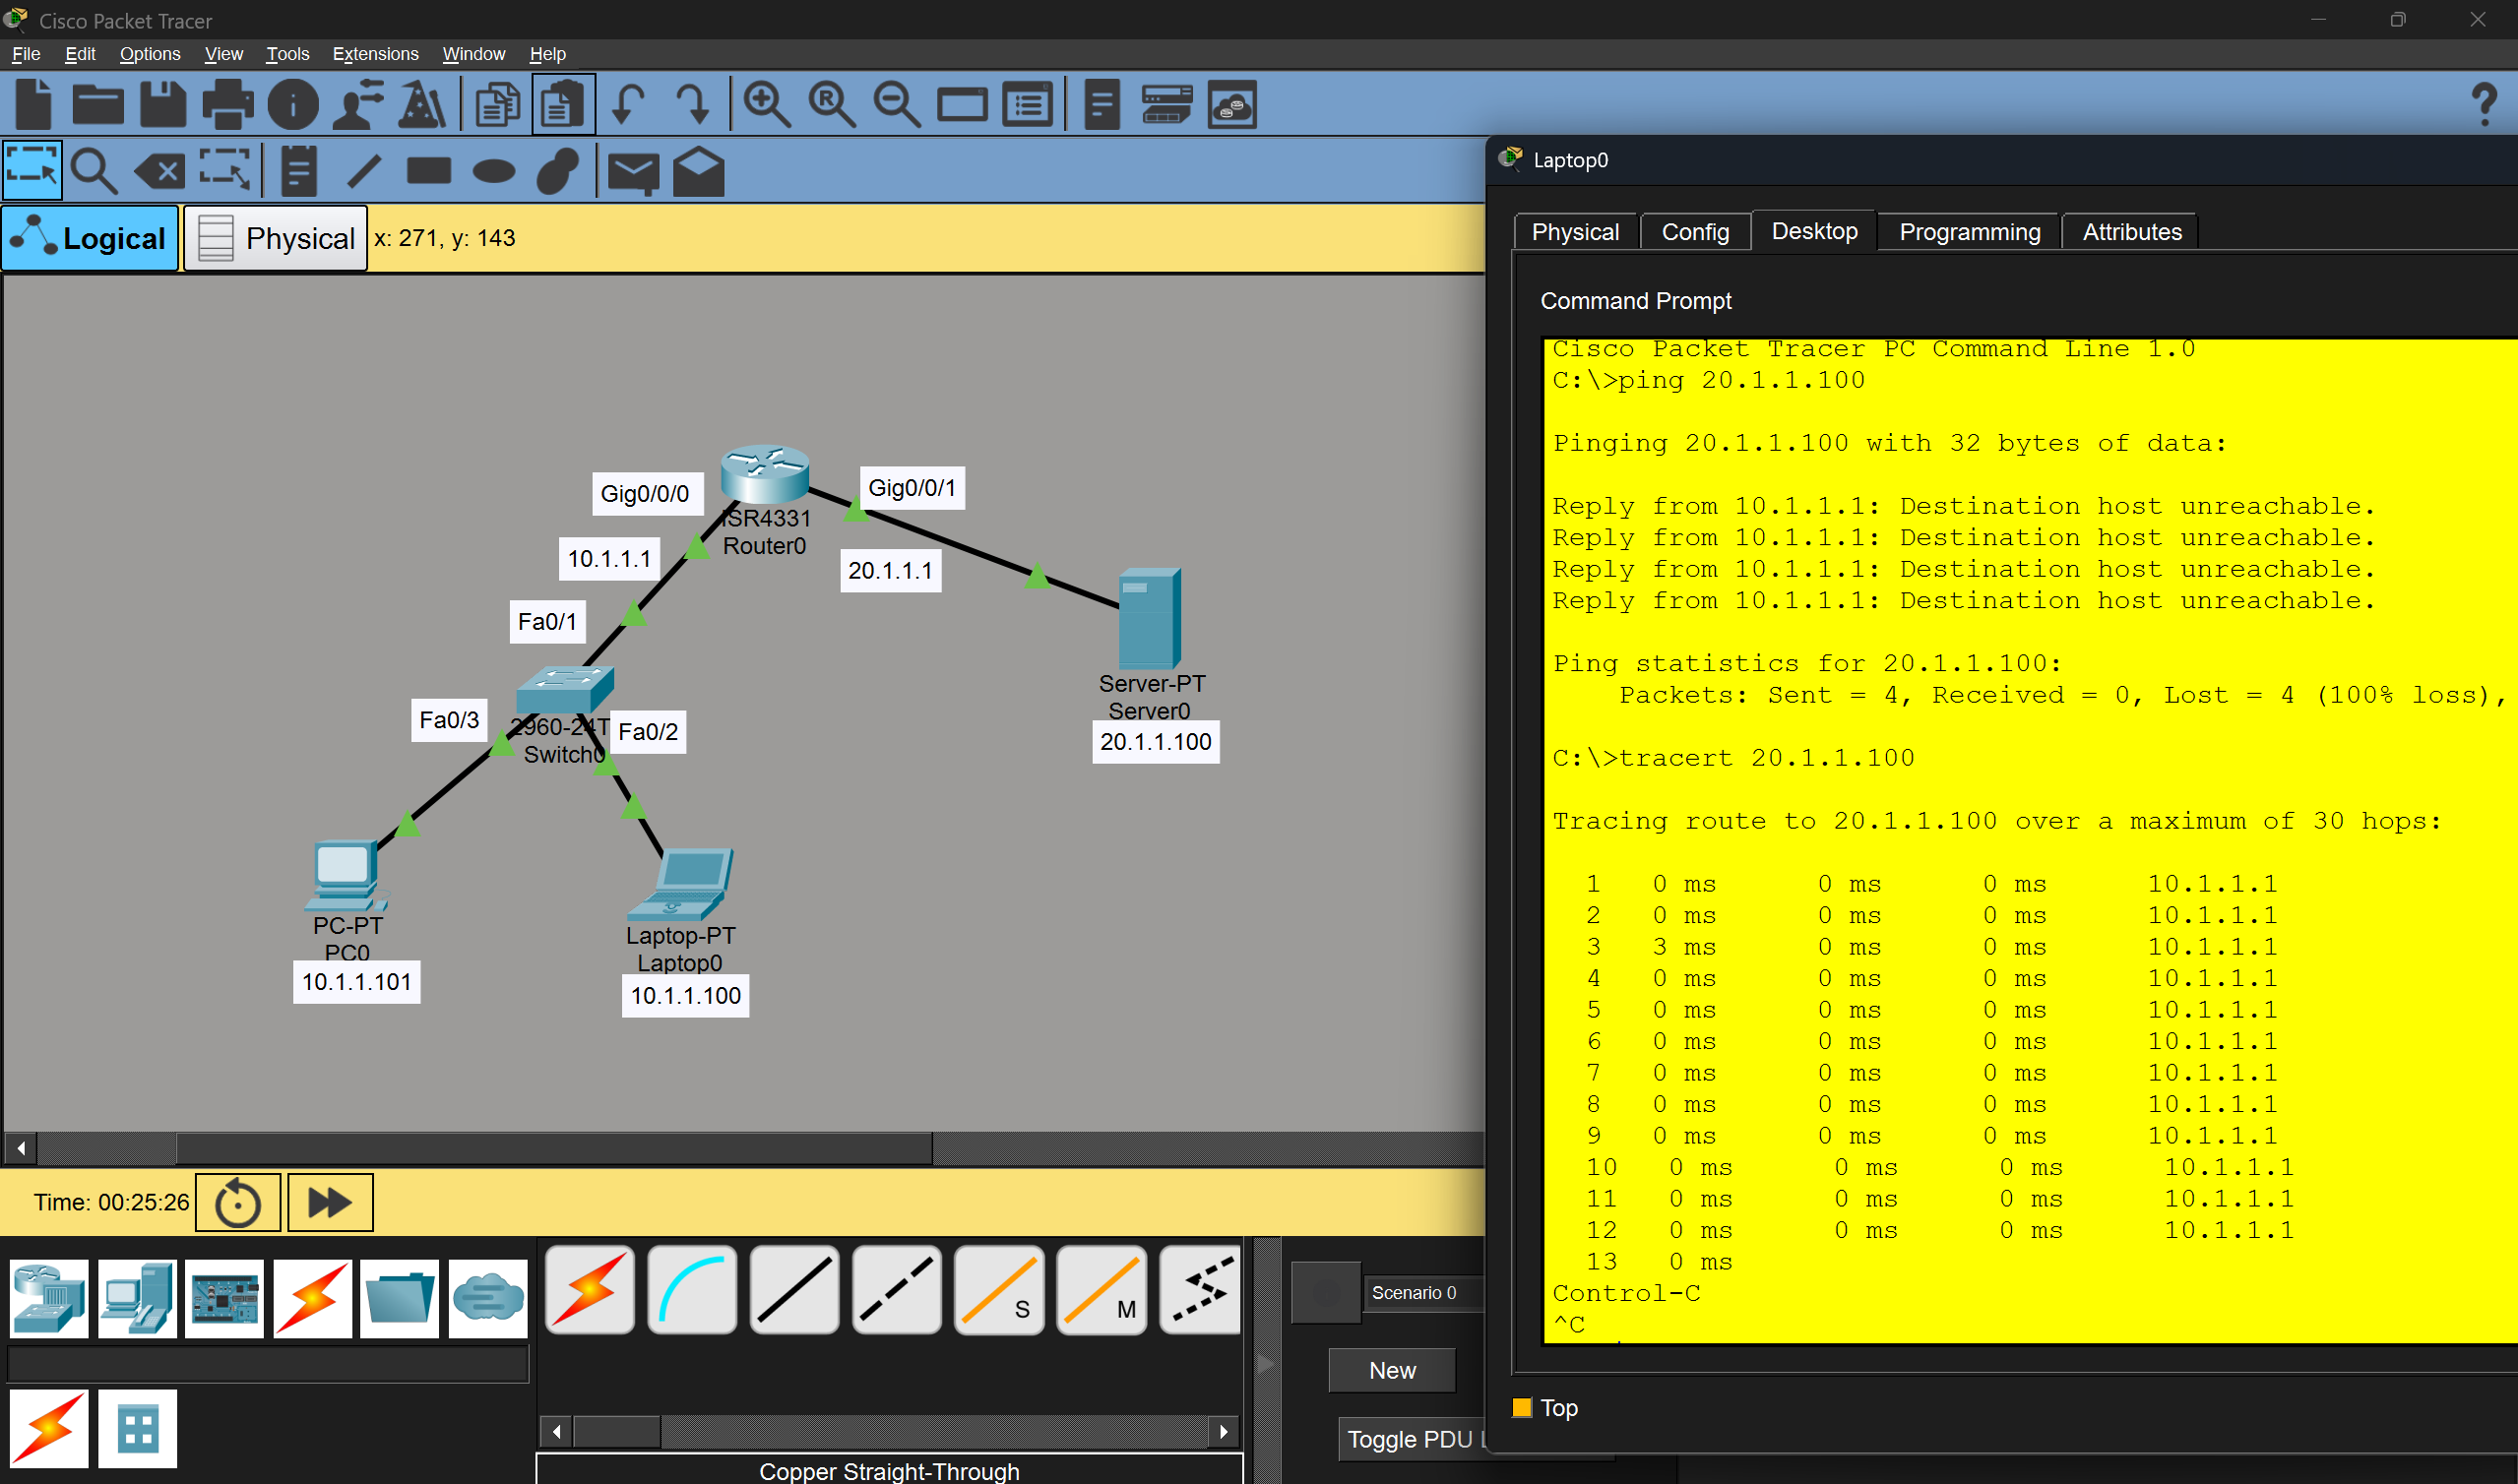 Cisco Packet Tracer
File Edit Options View Tools Extensions Window Help
Logical Physical x: 271, y: 143
Gig0/0/0
Gig0/0/1
ISR4331
Router0
10.1.1.1
20.1.1.1
Fa0/1
Server-PT
Server0
20.1.1.100
Fa0/3
2960-24T
Switch0
Fa0/2
PC-PT
PC0
10.1.1.101
Laptop-PT
Laptop0
10.1.1.100
Time: 00:25:26
S
M
Scenario 0
New
Toggle PDU
Copper Straight-Through
Laptop0
Physical Config Desktop Programming Attributes
Command Prompt
Cisco Packet Tracer PC Command Line 1.0
C:\>ping 20.1.1.100
Pinging 20.1.1.100 with 32 bytes of data:
Reply from 10.1.1.1: Destination host unreachable.
Reply from 10.1.1.1: Destination host unreachable.
Reply from 10.1.1.1: Destination host unreachable.
Reply from 10.1.1.1: Destination host unreachable.
Ping statistics for 20.1.1.100:
Packets: Sent = 4, Received = 0, Lost = 4 (100% loss),
C:\>tracert 20.1.1.100
Tracing route to 20.1.1.100 over a maximum of 30 hops:
1 0 ms 0 ms 0 ms 10.1.1.1
2 0 ms 0 ms 0 ms 10.1.1.1
3 3 ms 0 ms 0 ms 10.1.1.1
4 0 ms 0 ms 0 ms 10.1.1.1
5 0 ms 0 ms 0 ms 10.1.1.1
6 0 ms 0 ms 0 ms 10.1.1.1
7 0 ms 0 ms 0 ms 10.1.1.1
8 0 ms 0 ms 0 ms 10.1.1.1
9 0 ms 0 ms 0 ms 10.1.1.1
10 0 ms 0 ms 0 ms 10.1.1.1
11 0 ms 0 ms 0 ms 10.1.1.1
12 0 ms 0 ms 0 ms 10.1.1.1
13 0 ms
Control-C
^C
Top